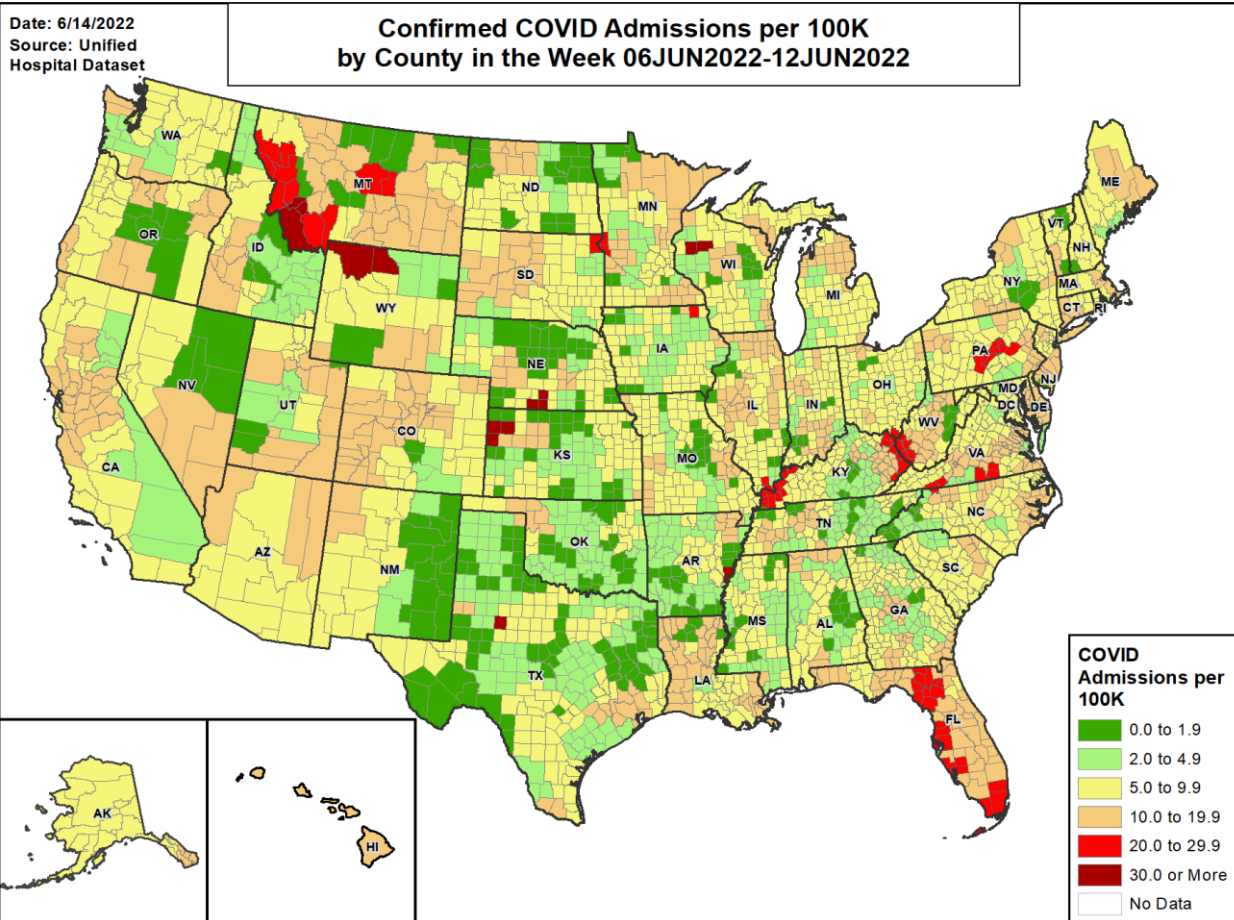 Date: 6/14/2022
Source: Unified
Hospital Dataset
Confirmed COVID Admissions per 100K
by County in the Week 06JUN2022-12JUN2022
WA
MT
ND
MN
ME
OR
ID
SD
WI
MI
VT
NH
NY
MA
CT
RI
WY
IA
NE
PA
NJ
NV
UT
CO
IL
IN
OH
MD
DC
DE
WV
CA
KS
MO
KY
VA
AZ
NM
OK
AR
TN
NC
SC
MS
AL
GA
TX
LA
FL
AK
HI
COVID
Admissions per
100K
0.0 to 1.9
2.0 to 4.9
5.0 to 9.9
10.0 to 19.9
20.0 to 29.9
30.0 or More
No Data